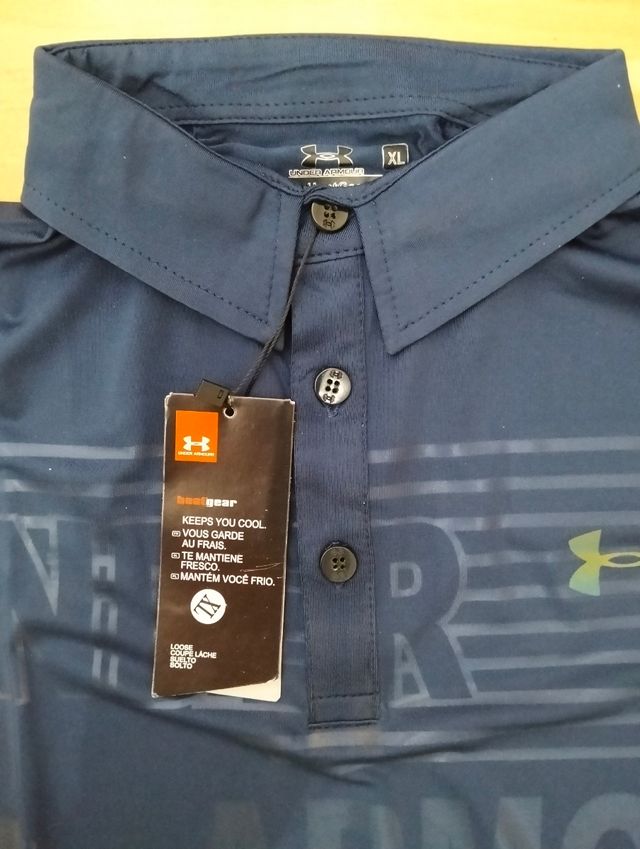 UNDER ARMOUR
XL
UNDER ARMOUR
heatgear
KEEPS YOU COOL.
VOUS GARDE
AU FRAIS.
TE MANTIENE
FRESCO.
MANTÉM VOCÊ FRIO.
XL
LOOSE
COUPE LÂCHE
SUELTO
SOLTO